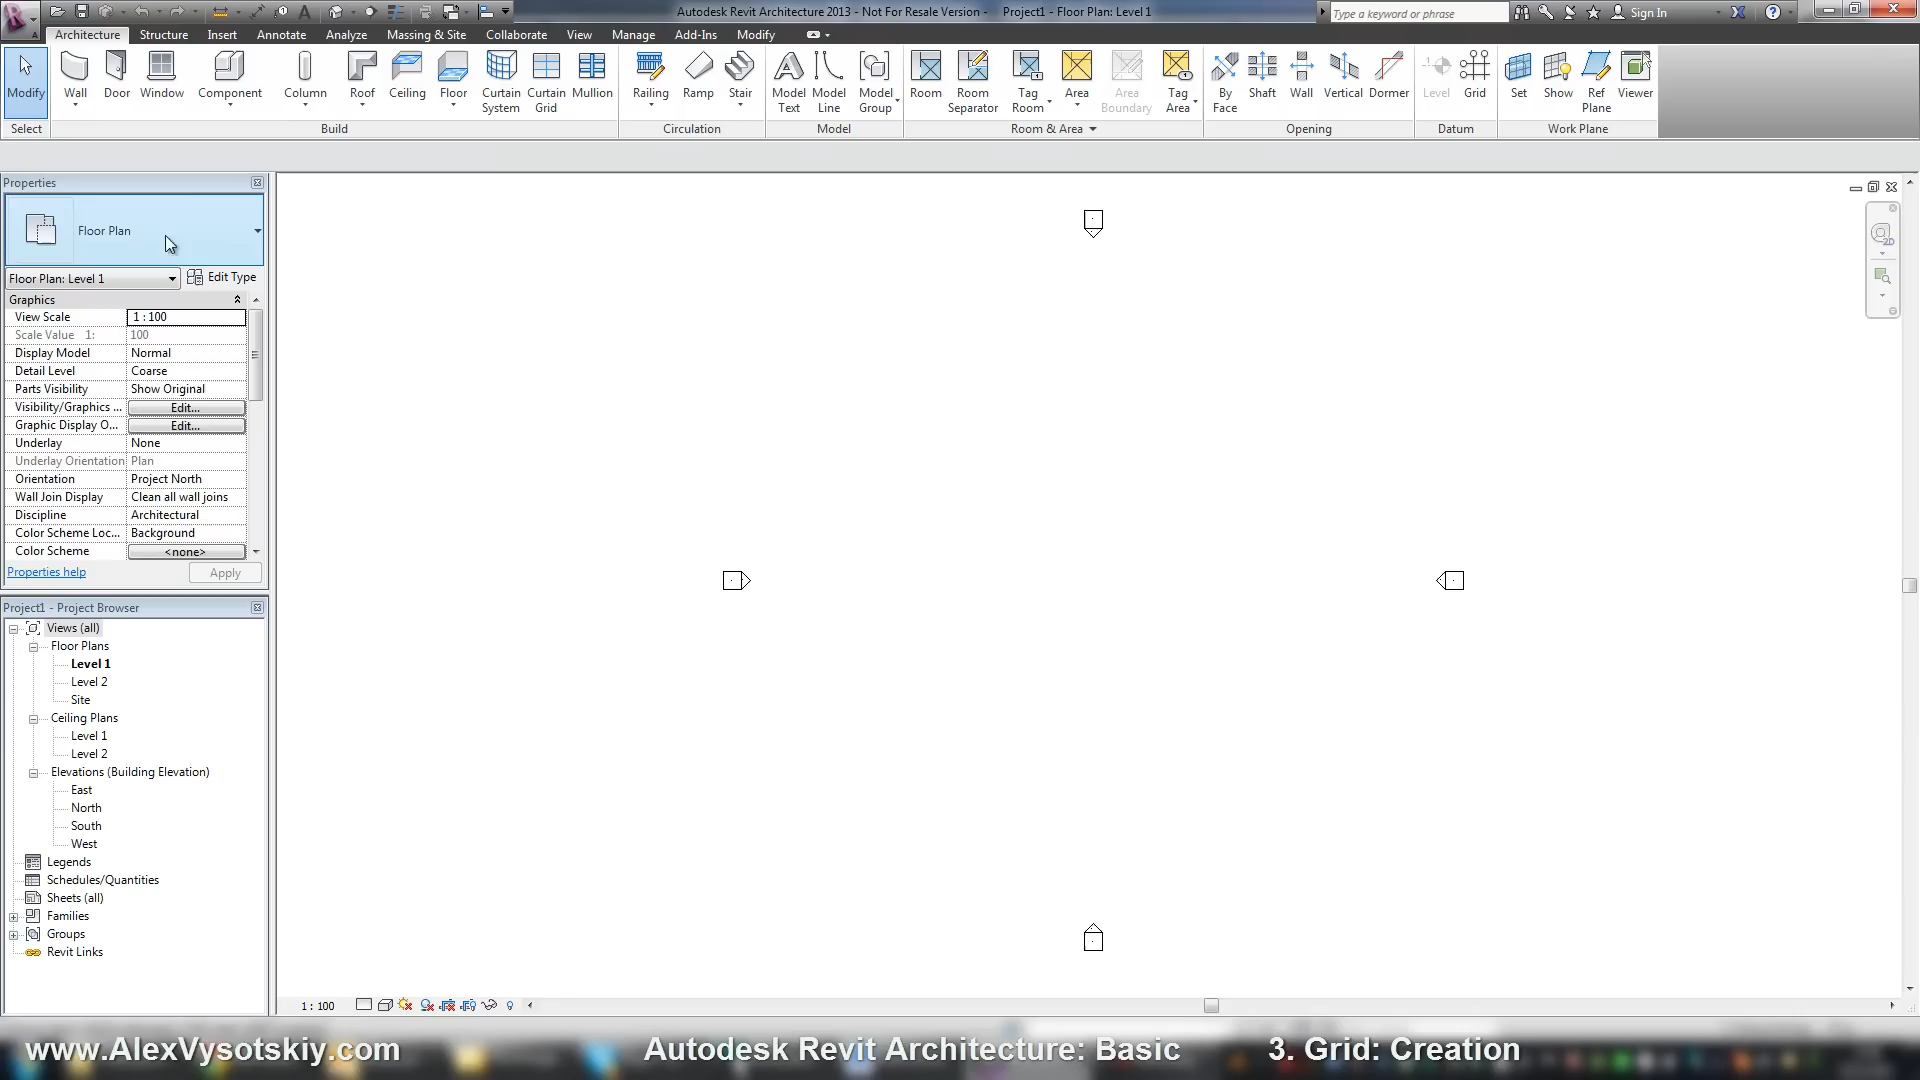 Autodesk Revit Architecture 2013 - Not For Resale Version - Project1 - Floor Plan: Level 1
Type a keyword or phrase
Sign In
Architecture Structure Insert Annotate Analyze Massing & Site Collaborate View Manage Add-Ins Modify
Modify Wall Door Window Component Column Roof Ceiling Floor Curtain System Curtain Grid Mullion Railing Ramp Stair Model Text Model Line Model Group Room Room Separator Tag Room Area Area Boundary Tag Area By Face Shaft Wall Vertical Dormer Level Grid Set Show Ref Plane Viewer
Select Build Circulation Model Room & Area Opening Datum Work Plane
Properties
Floor Plan
Floor Plan: Level 1 Edit Type
Graphics
View Scale 1 : 100
Scale Value 1: 100
Display Model Normal
Detail Level Coarse
Parts Visibility Show Original
Visibility/Graphics ... Edit...
Graphic Display O... Edit...
Underlay None
Underlay Orientation Plan
Orientation Project North
Wall Join Display Clean all wall joins
Discipline Architectural
Color Scheme Loc... Background
Color Scheme <none>
Properties help Apply
Project1 - Project Browser
Views (all)
Floor Plans
Level 1
Level 2
Site
Ceiling Plans
Level 1
Level 2
Elevations (Building Elevation)
East
North
South
West
Legends
Schedules/Quantities
Sheets (all)
Families
Groups
Revit Links
2D
1 : 100
www.AlexVysotskiy.com Autodesk Revit Architecture: Basic 3. Grid: Creation